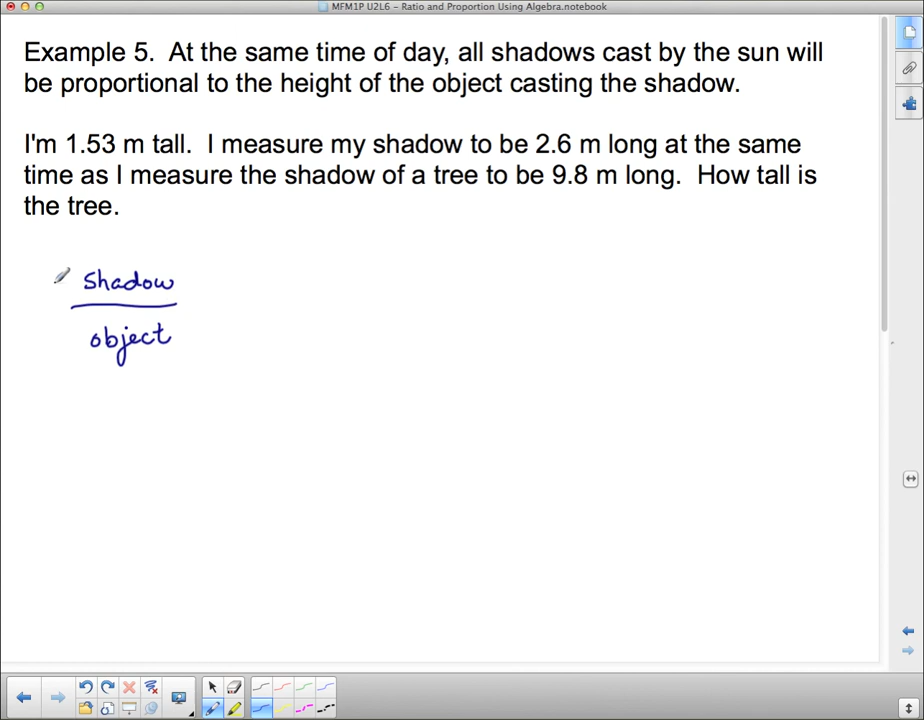 MFM1P U2L6 - Ratio and Proportion Using Algebra.notebook
Example 5. At the same time of day, all shadows cast by the sun will
be proportional to the height of the object casting the shadow.
I'm 1.53 m tall. I measure my shadow to be 2.6 m long at the same
time as I measure the shadow of a tree to be 9.8 m long. How tall is
the tree.
shadow
object